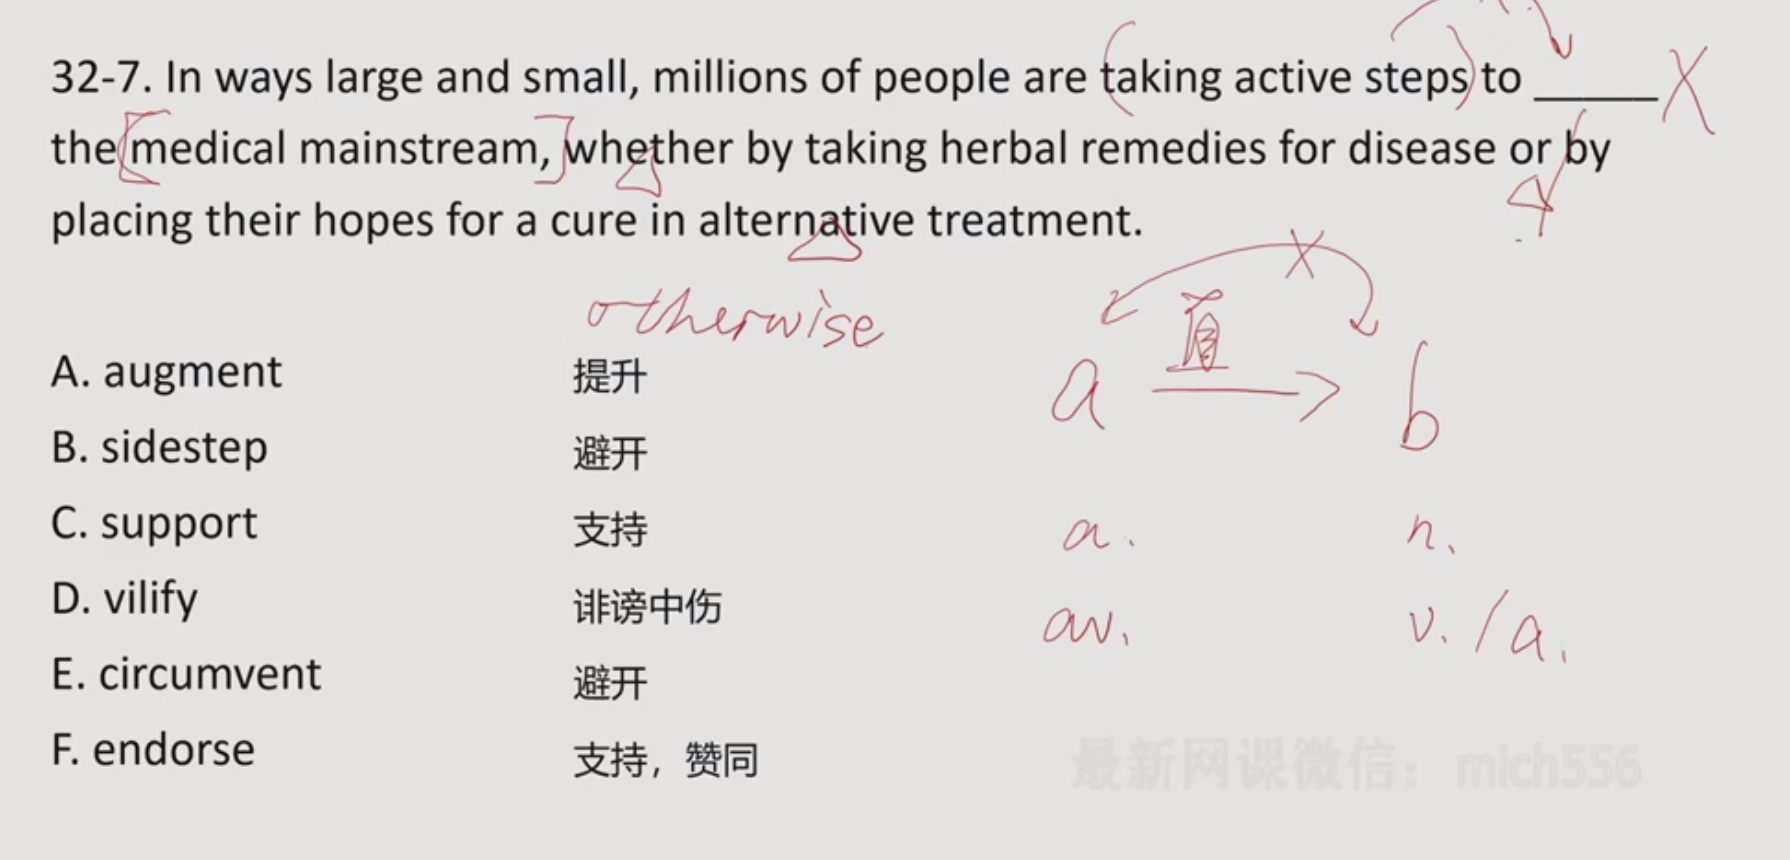 32-7. In ways large and small, millions of people are taking active steps to _____
the medical mainstream, whether by taking herbal remedies for disease or by
placing their hopes for a cure in alternative treatment.
otherwise
直
a
b
A. augment 提升
B. sidestep 避开
C. support 支持
a. n.
D. vilify 诽谤中伤
av. v. / a.
E. circumvent 避开
F. endorse 支持，赞同
最新网课微信：mich556